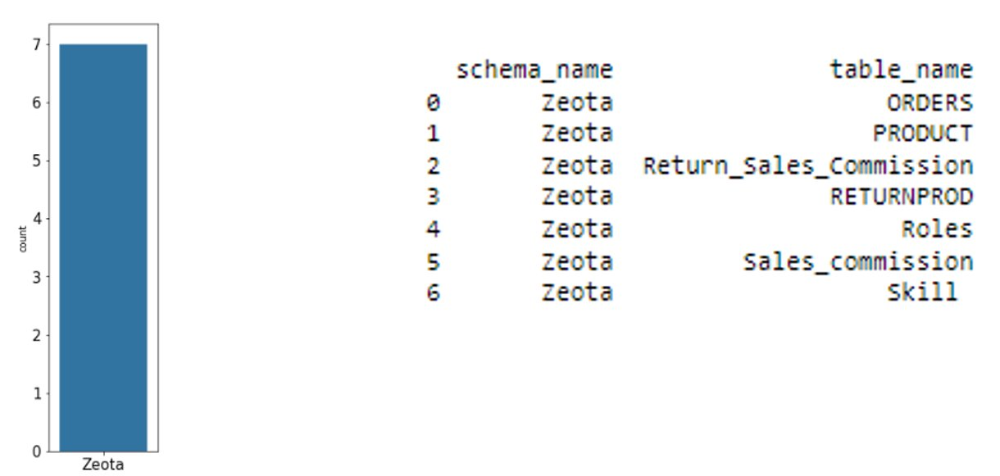 7
6
5
4
3
2
1
0
count
Zeota
schema_name table_name
0 Zeota ORDERS
1 Zeota PRODUCT
2 Zeota Return_Sales_Commission
3 Zeota RETURNPROD
4 Zeota Roles
5 Zeota Sales_commission
6 Zeota Skill